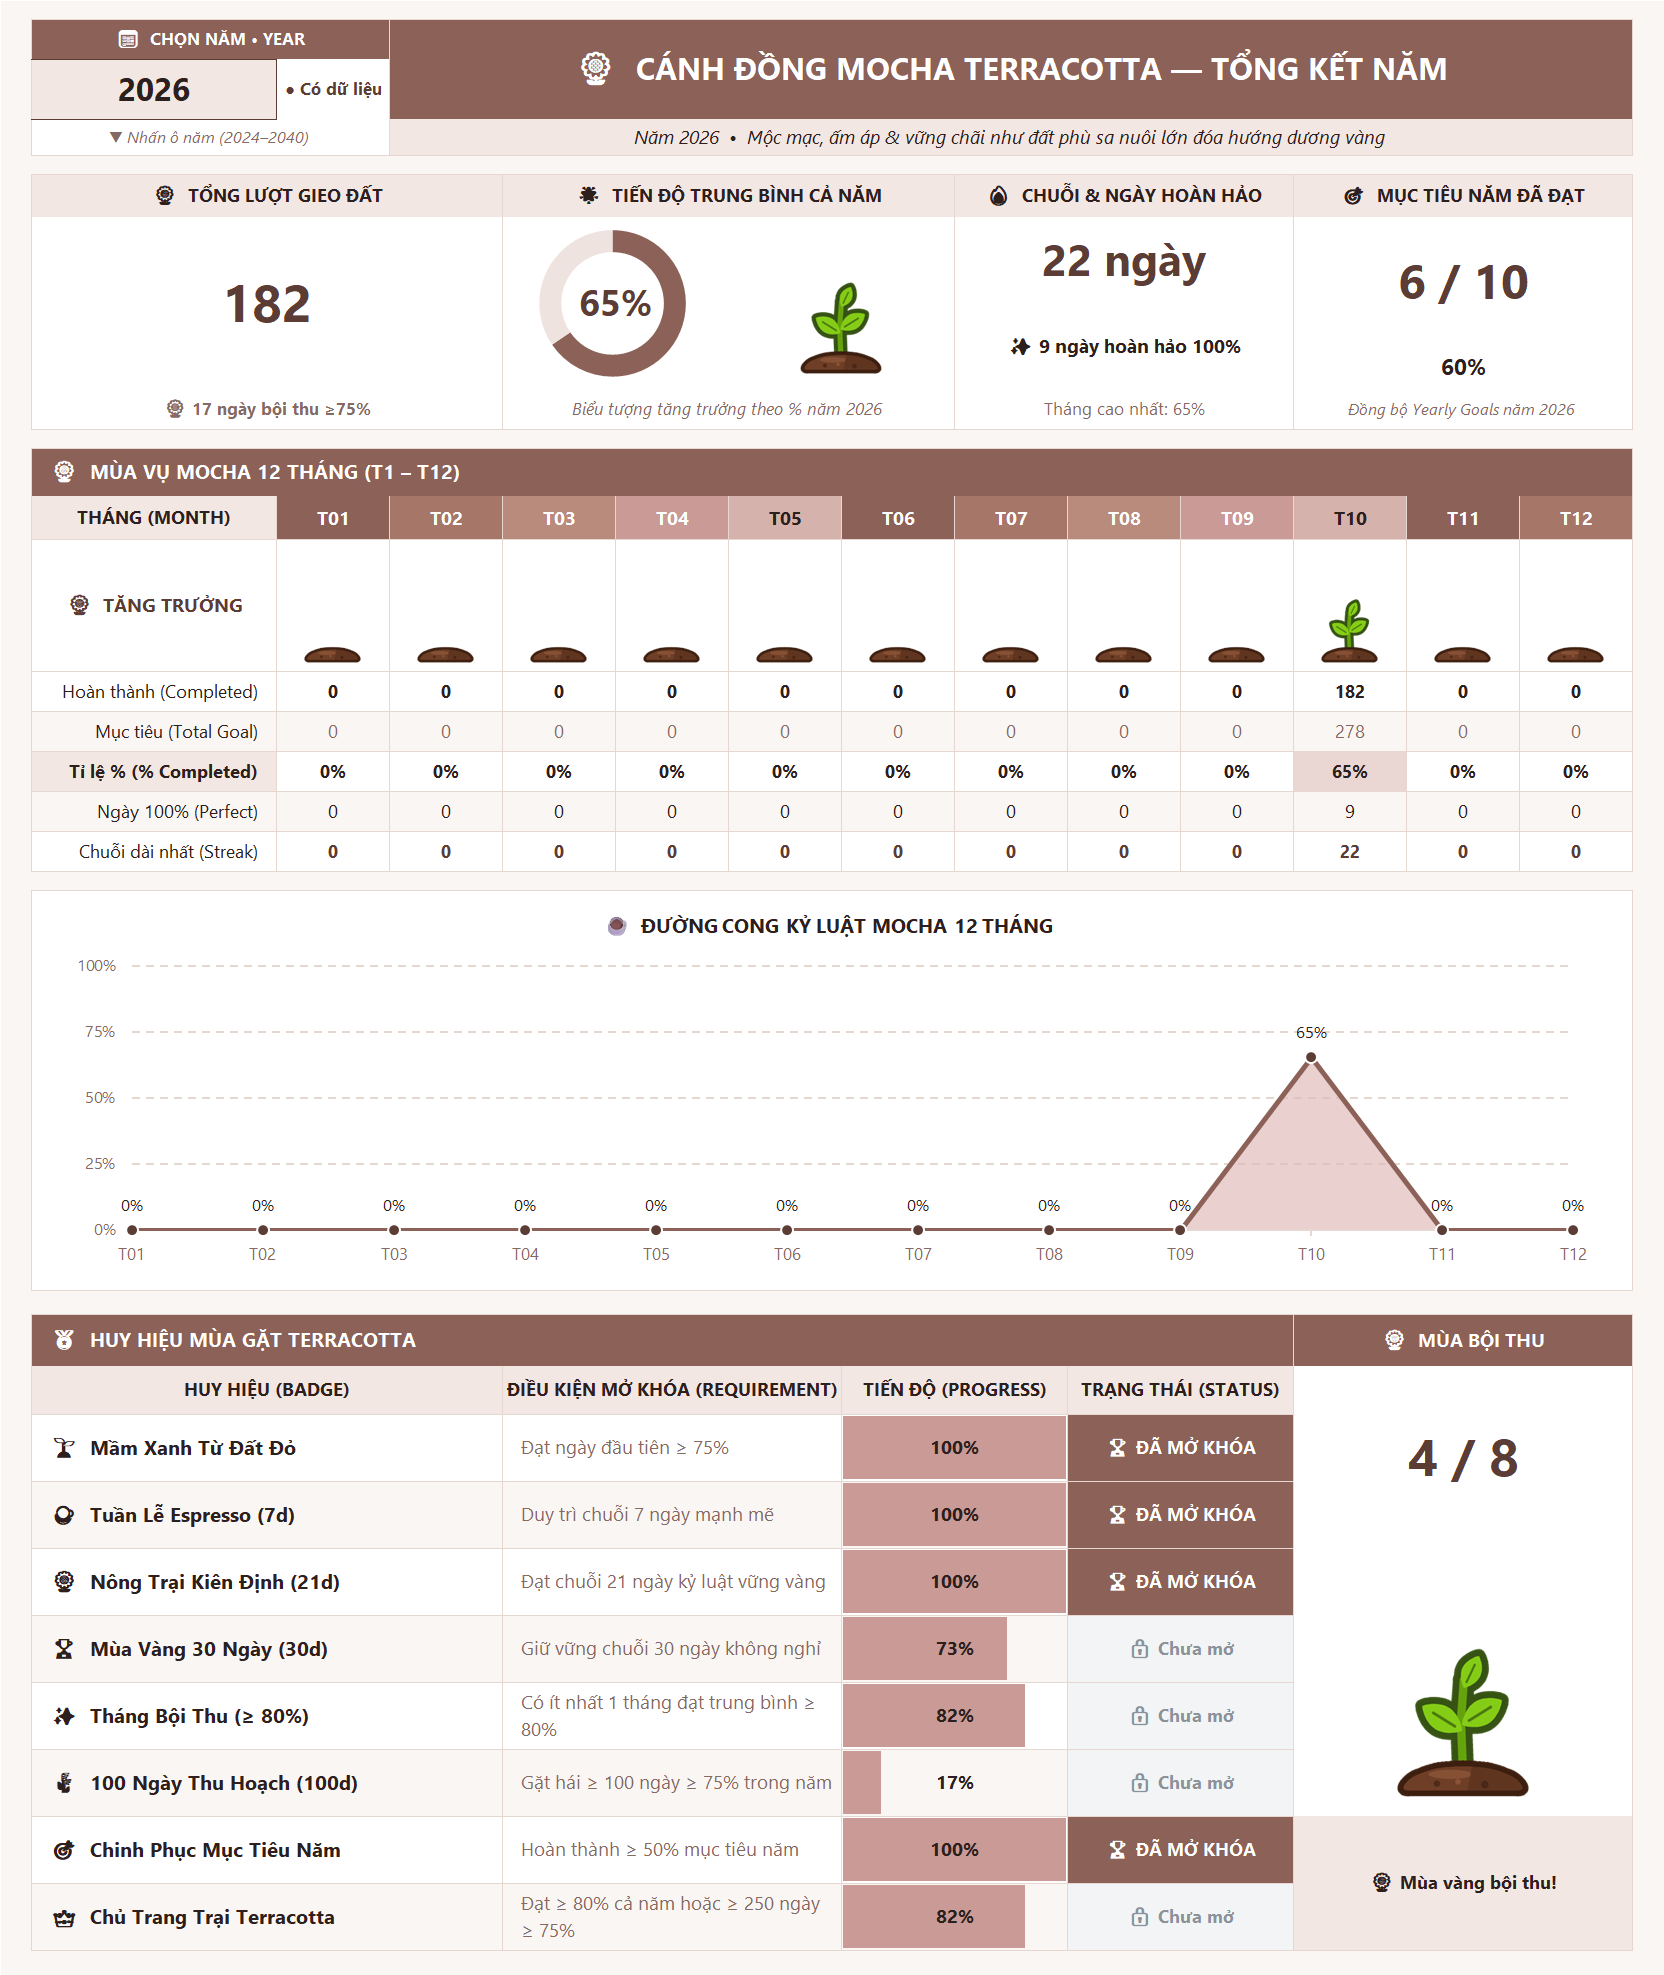 CHỌN NĂM • YEAR
2026
● Có dữ liệu
▼ Nhấn ô năm (2024–2040)
CÁNH ĐỒNG MOCHA TERRACOTTA — TỔNG KẾT NĂM
Năm 2026 • Mộc mạc, ấm áp & vững chãi như đất phù sa nuôi lớn đóa hướng dương vàng
TỔNG LƯỢT GIEO ĐẤT
182
17 ngày bội thu ≥75%
TIẾN ĐỘ TRUNG BÌNH CẢ NĂM
65%
Biểu tượng tăng trưởng theo % năm 2026
CHUỖI & NGÀY HOÀN HẢO
22 ngày
9 ngày hoàn hảo 100%
Tháng cao nhất: 65%
MỤC TIÊU NĂM ĐÃ ĐẠT
6 / 10
60%
Đồng bộ Yearly Goals năm 2026
MÙA VỤ MOCHA 12 THÁNG (T1 – T12)
THÁNG (MONTH) T01 T02 T03 T04 T05 T06 T07 T08 T09 T10 T11 T12
TĂNG TRƯỞNG
Hoàn thành (Completed) 0 0 0 0 0 0 0 0 0 182 0 0
Mục tiêu (Total Goal) 0 0 0 0 0 0 0 0 0 278 0 0
Tỉ lệ % (% Completed) 0% 0% 0% 0% 0% 0% 0% 0% 0% 65% 0% 0%
Ngày 100% (Perfect) 0 0 0 0 0 0 0 0 0 9 0 0
Chuỗi dài nhất (Streak) 0 0 0 0 0 0 0 0 0 22 0 0
ĐƯỜNG CONG KỶ LUẬT MOCHA 12 THÁNG
100%
75%
65%
50%
25%
0% 0% 0% 0% 0% 0% 0% 0% 0% 0% 0%
0%
T01 T02 T03 T04 T05 T06 T07 T08 T09 T10 T11 T12
HUY HIỆU MÙA GẶT TERRACOTTA
HUY HIỆU (BADGE) ĐIỀU KIỆN MỞ KHÓA (REQUIREMENT) TIẾN ĐỘ (PROGRESS) TRẠNG THÁI (STATUS)
Mầm Xanh Từ Đất Đỏ Đạt ngày đầu tiên ≥ 75% 100% ĐÃ MỞ KHÓA
Tuần Lễ Espresso (7d) Duy trì chuỗi 7 ngày mạnh mẽ 100% ĐÃ MỞ KHÓA
Nông Trại Kiên Định (21d) Đạt chuỗi 21 ngày kỷ luật vững vàng 100% ĐÃ MỞ KHÓA
Mùa Vàng 30 Ngày (30d) Giữ vững chuỗi 30 ngày không nghỉ 73% Chưa mở
Tháng Bội Thu (≥ 80%) Có ít nhất 1 tháng đạt trung bình ≥
80% 82% Chưa mở
100 Ngày Thu Hoạch (100d) Gặt hái ≥ 100 ngày ≥ 75% trong năm 17% Chưa mở
Chinh Phục Mục Tiêu Năm Hoàn thành ≥ 50% mục tiêu năm 100% ĐÃ MỞ KHÓA
Chủ Trang Trại Terracotta Đạt ≥ 80% cả năm hoặc ≥ 250 ngày
≥ 75% 82% Chưa mở
MÙA BỘI THU
4 / 8
Mùa vàng bội thu!